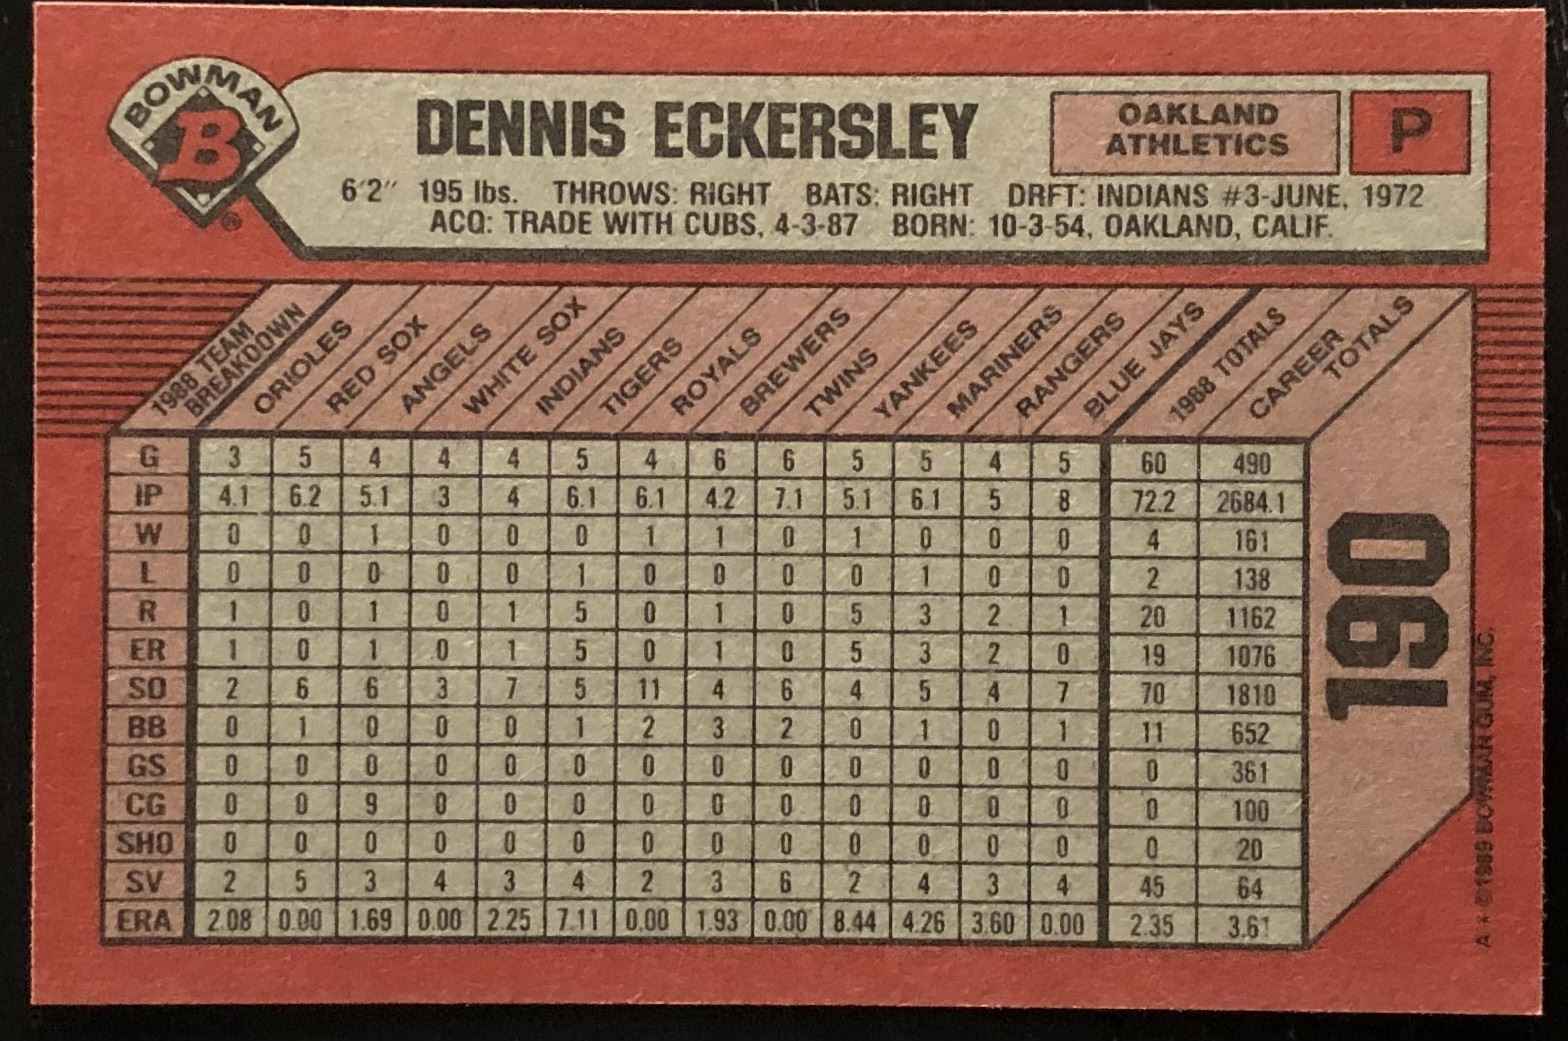 BOWMAN
B
®
DENNIS ECKERSLEY
OAKLAND
ATHLETICS
P
6'2" 195 lbs. THROWS: RIGHT BATS: RIGHT DRFT: INDIANS #3-JUNE, 1972
ACQ: TRADE WITH CUBS, 4-3-87 BORN: 10-3-54, OAKLAND, CALIF.
1988 TEAM BREAKDOWN ORIOLES RED SOX ANGELS WHITE SOX INDIANS TIGERS ROYALS BREWERS TWINS YANKEES MARINERS RANGERS BLUE JAYS 1988 TOTALS CAREER TOTALS
G 3 5 4 4 4 5 4 6 6 5 5 4 5 60 490
IP 4.1 6.2 5.1 3 4 6.1 6.1 4.2 7.1 5.1 6.1 5 8 72.2 2684.1
W 0 0 1 0 0 0 1 1 0 1 0 0 0 4 161
L 0 0 0 0 0 1 0 0 0 0 1 0 0 2 138
R 1 0 1 0 1 5 0 1 0 5 3 2 1 20 1162
ER 1 0 1 0 1 5 0 1 0 5 3 2 0 19 1076
SO 2 6 6 3 7 5 11 4 6 4 5 4 7 70 1810
BB 0 1 0 0 0 1 2 3 2 0 1 0 1 11 652
GS 0 0 0 0 0 0 0 0 0 0 0 0 0 0 361
CG 0 0 9 0 0 0 0 0 0 0 0 0 0 0 100
SHO 0 0 0 0 0 0 0 0 0 0 0 0 0 0 20
SV 2 5 3 4 3 4 2 3 6 2 4 3 4 45 64
ERA 2.08 0.00 1.69 0.00 2.25 7.11 0.00 1.93 0.00 8.44 4.26 3.60 0.00 2.35 3.61
190
A * ©1989 BOWMAN GUM, INC.